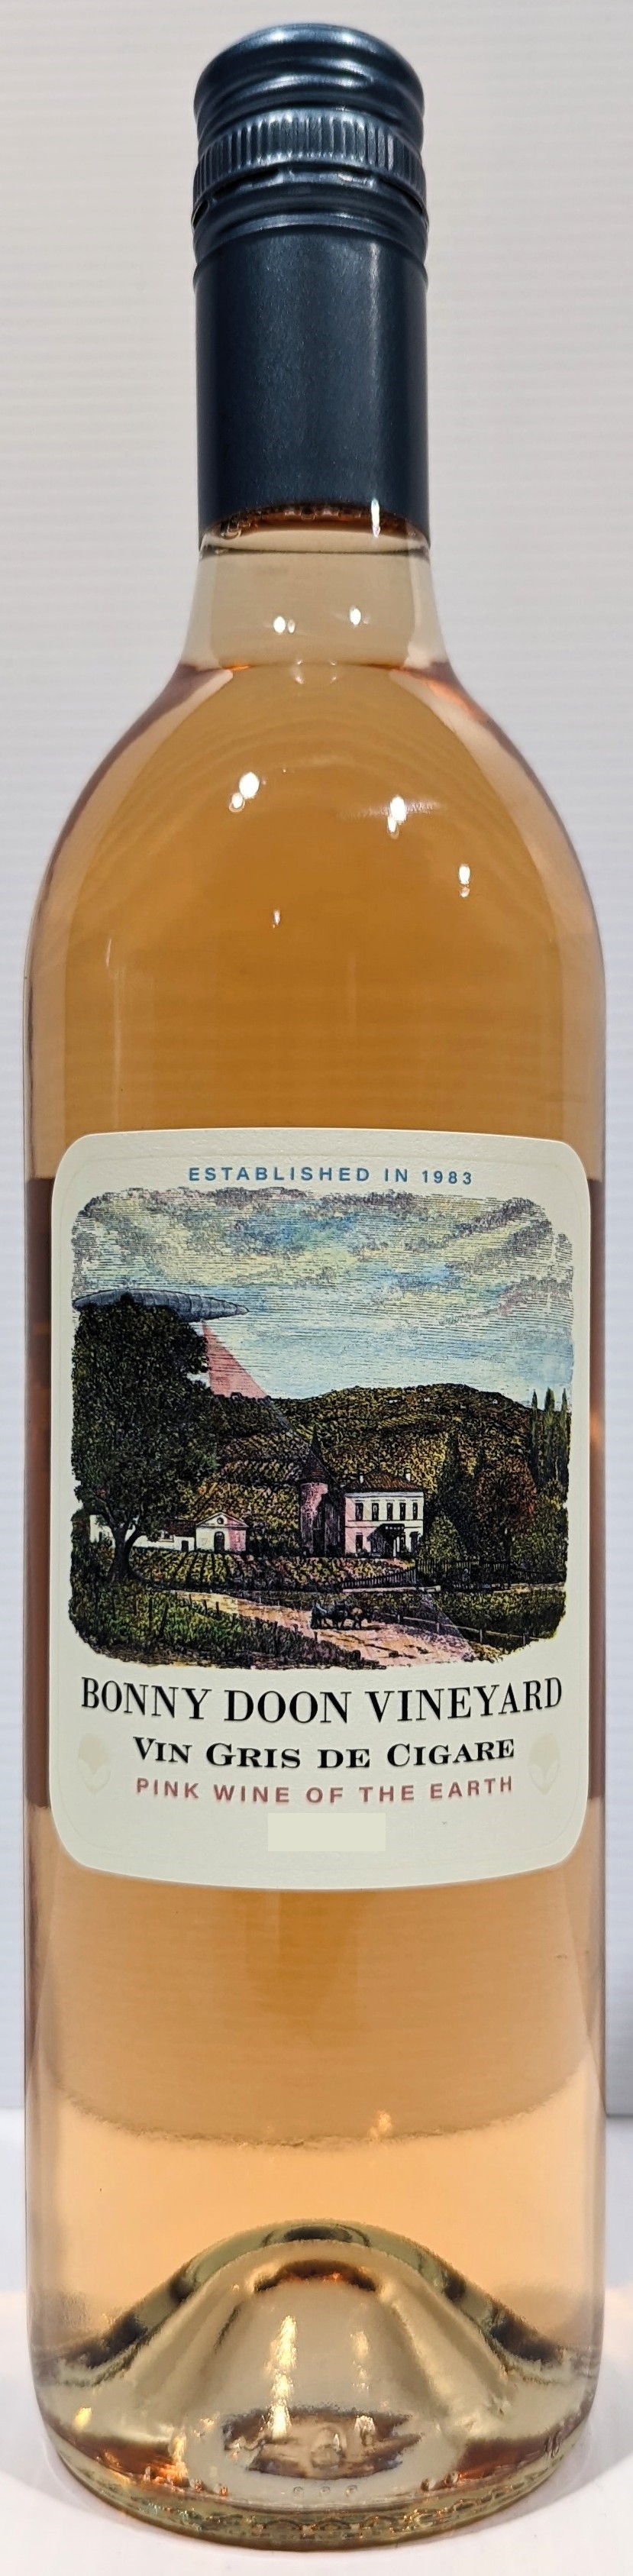 ESTABLISHED IN 1983
BONNY DOON VINEYARD
VIN GRIS DE CIGARE
PINK WINE OF THE EARTH